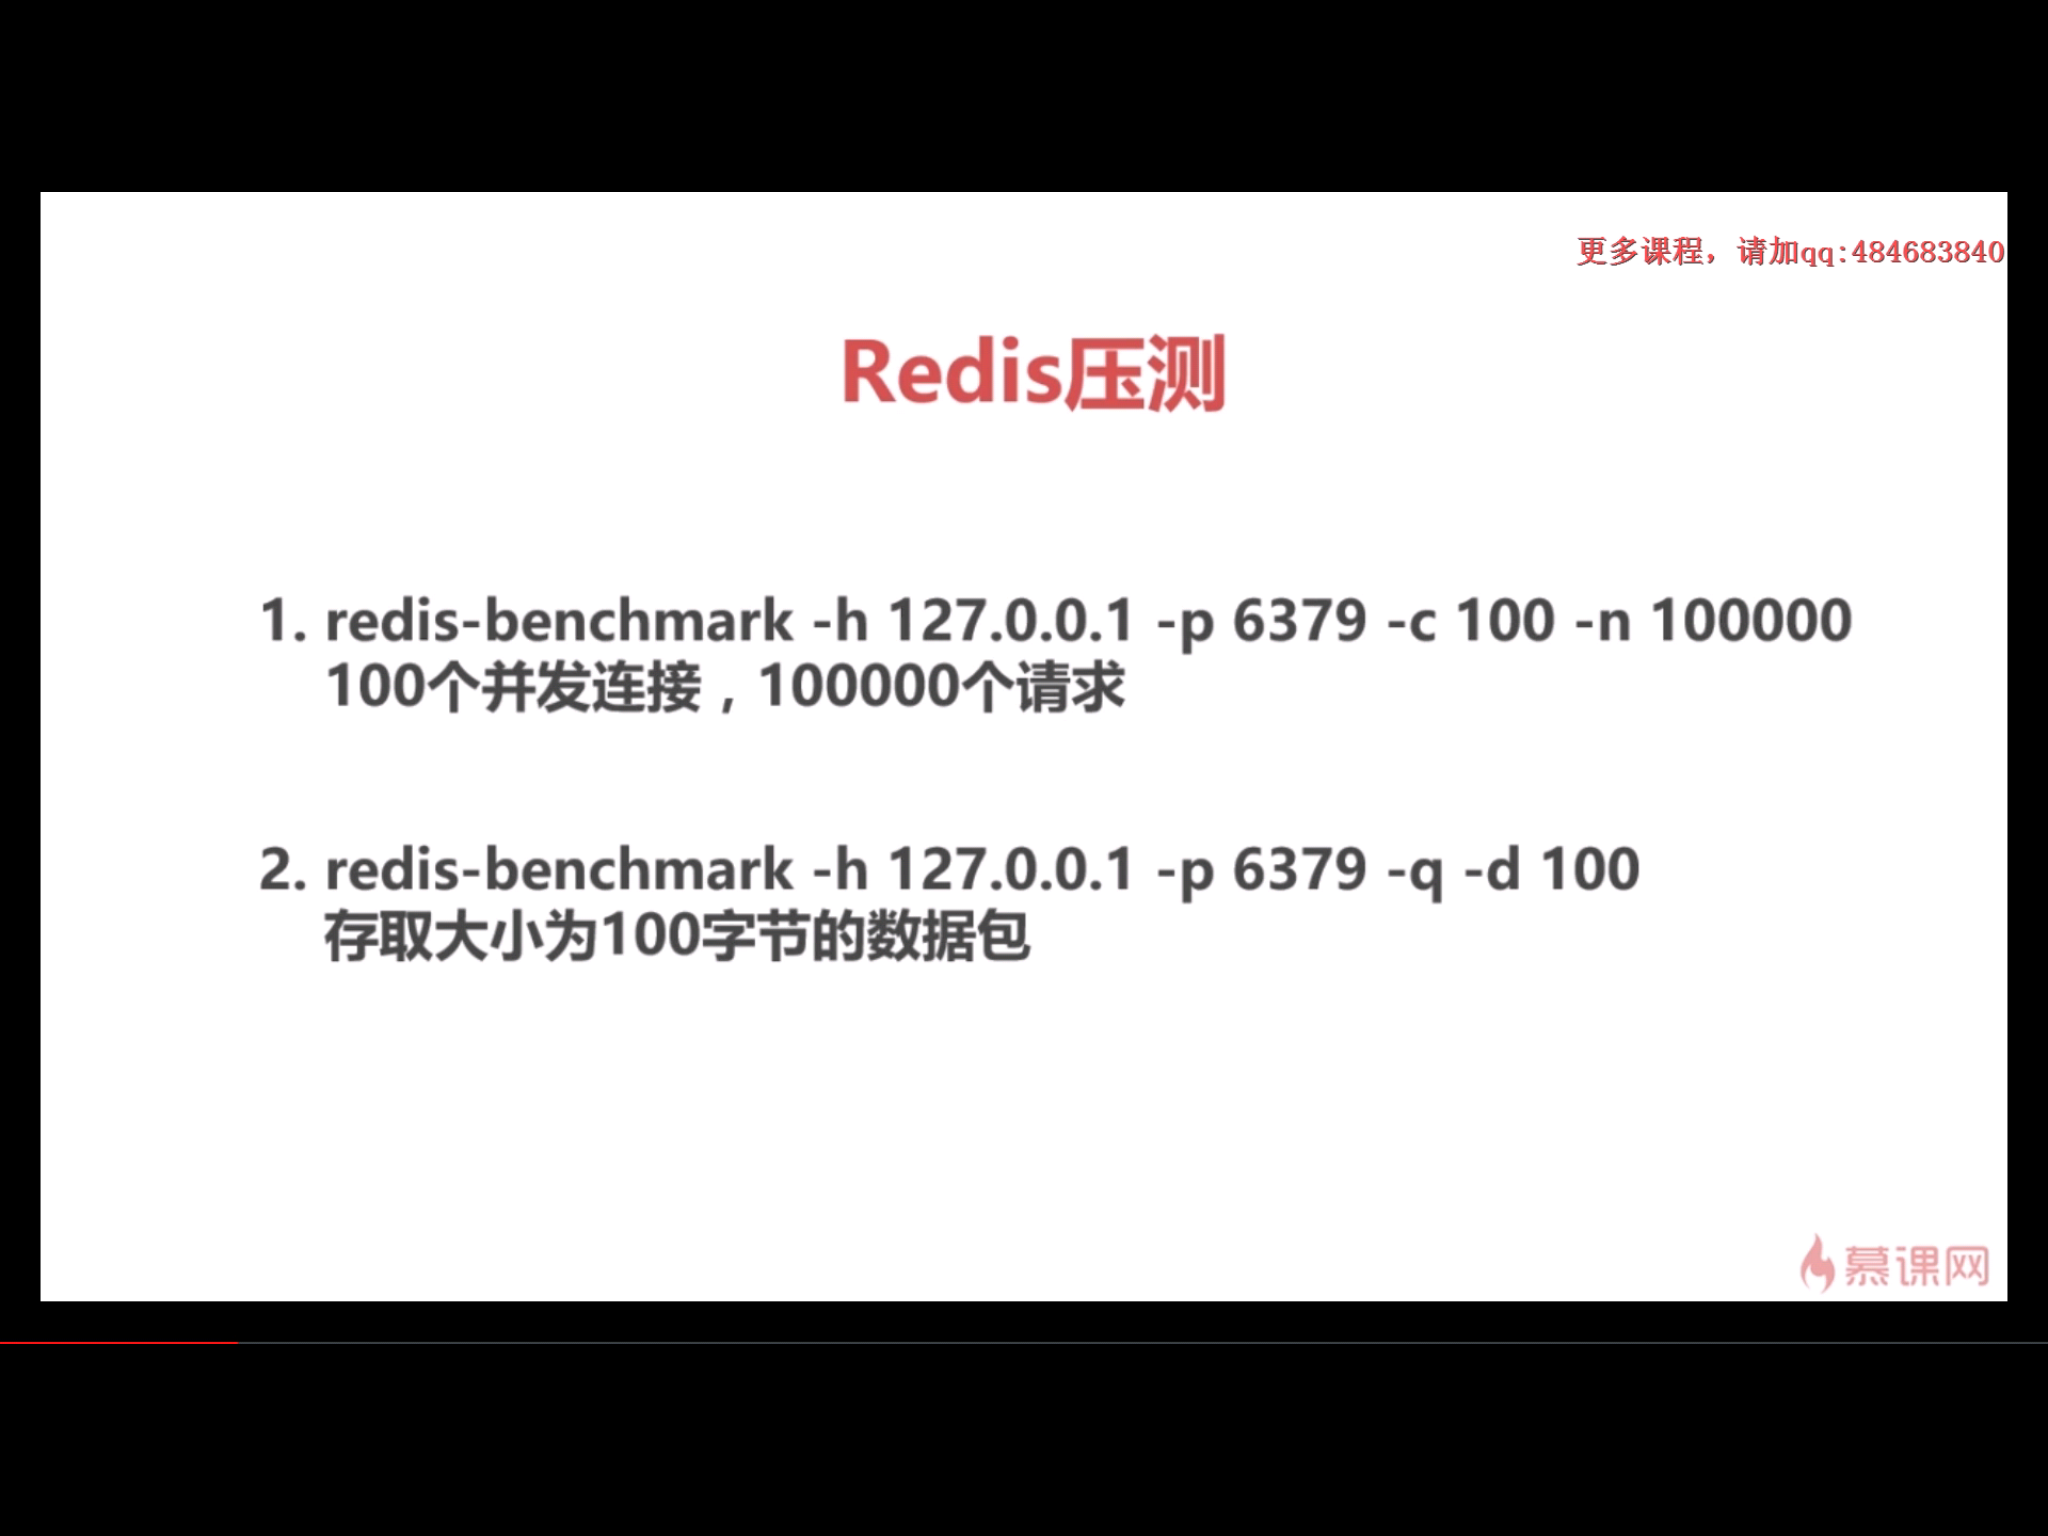 更多课程，请加qq:484683840
Redis压测
1. redis-benchmark -h 127.0.0.1 -p 6379 -c 100 -n 100000
100个并发连接，100000个请求
2. redis-benchmark -h 127.0.0.1 -p 6379 -q -d 100
存取大小为100字节的数据包
慕课网